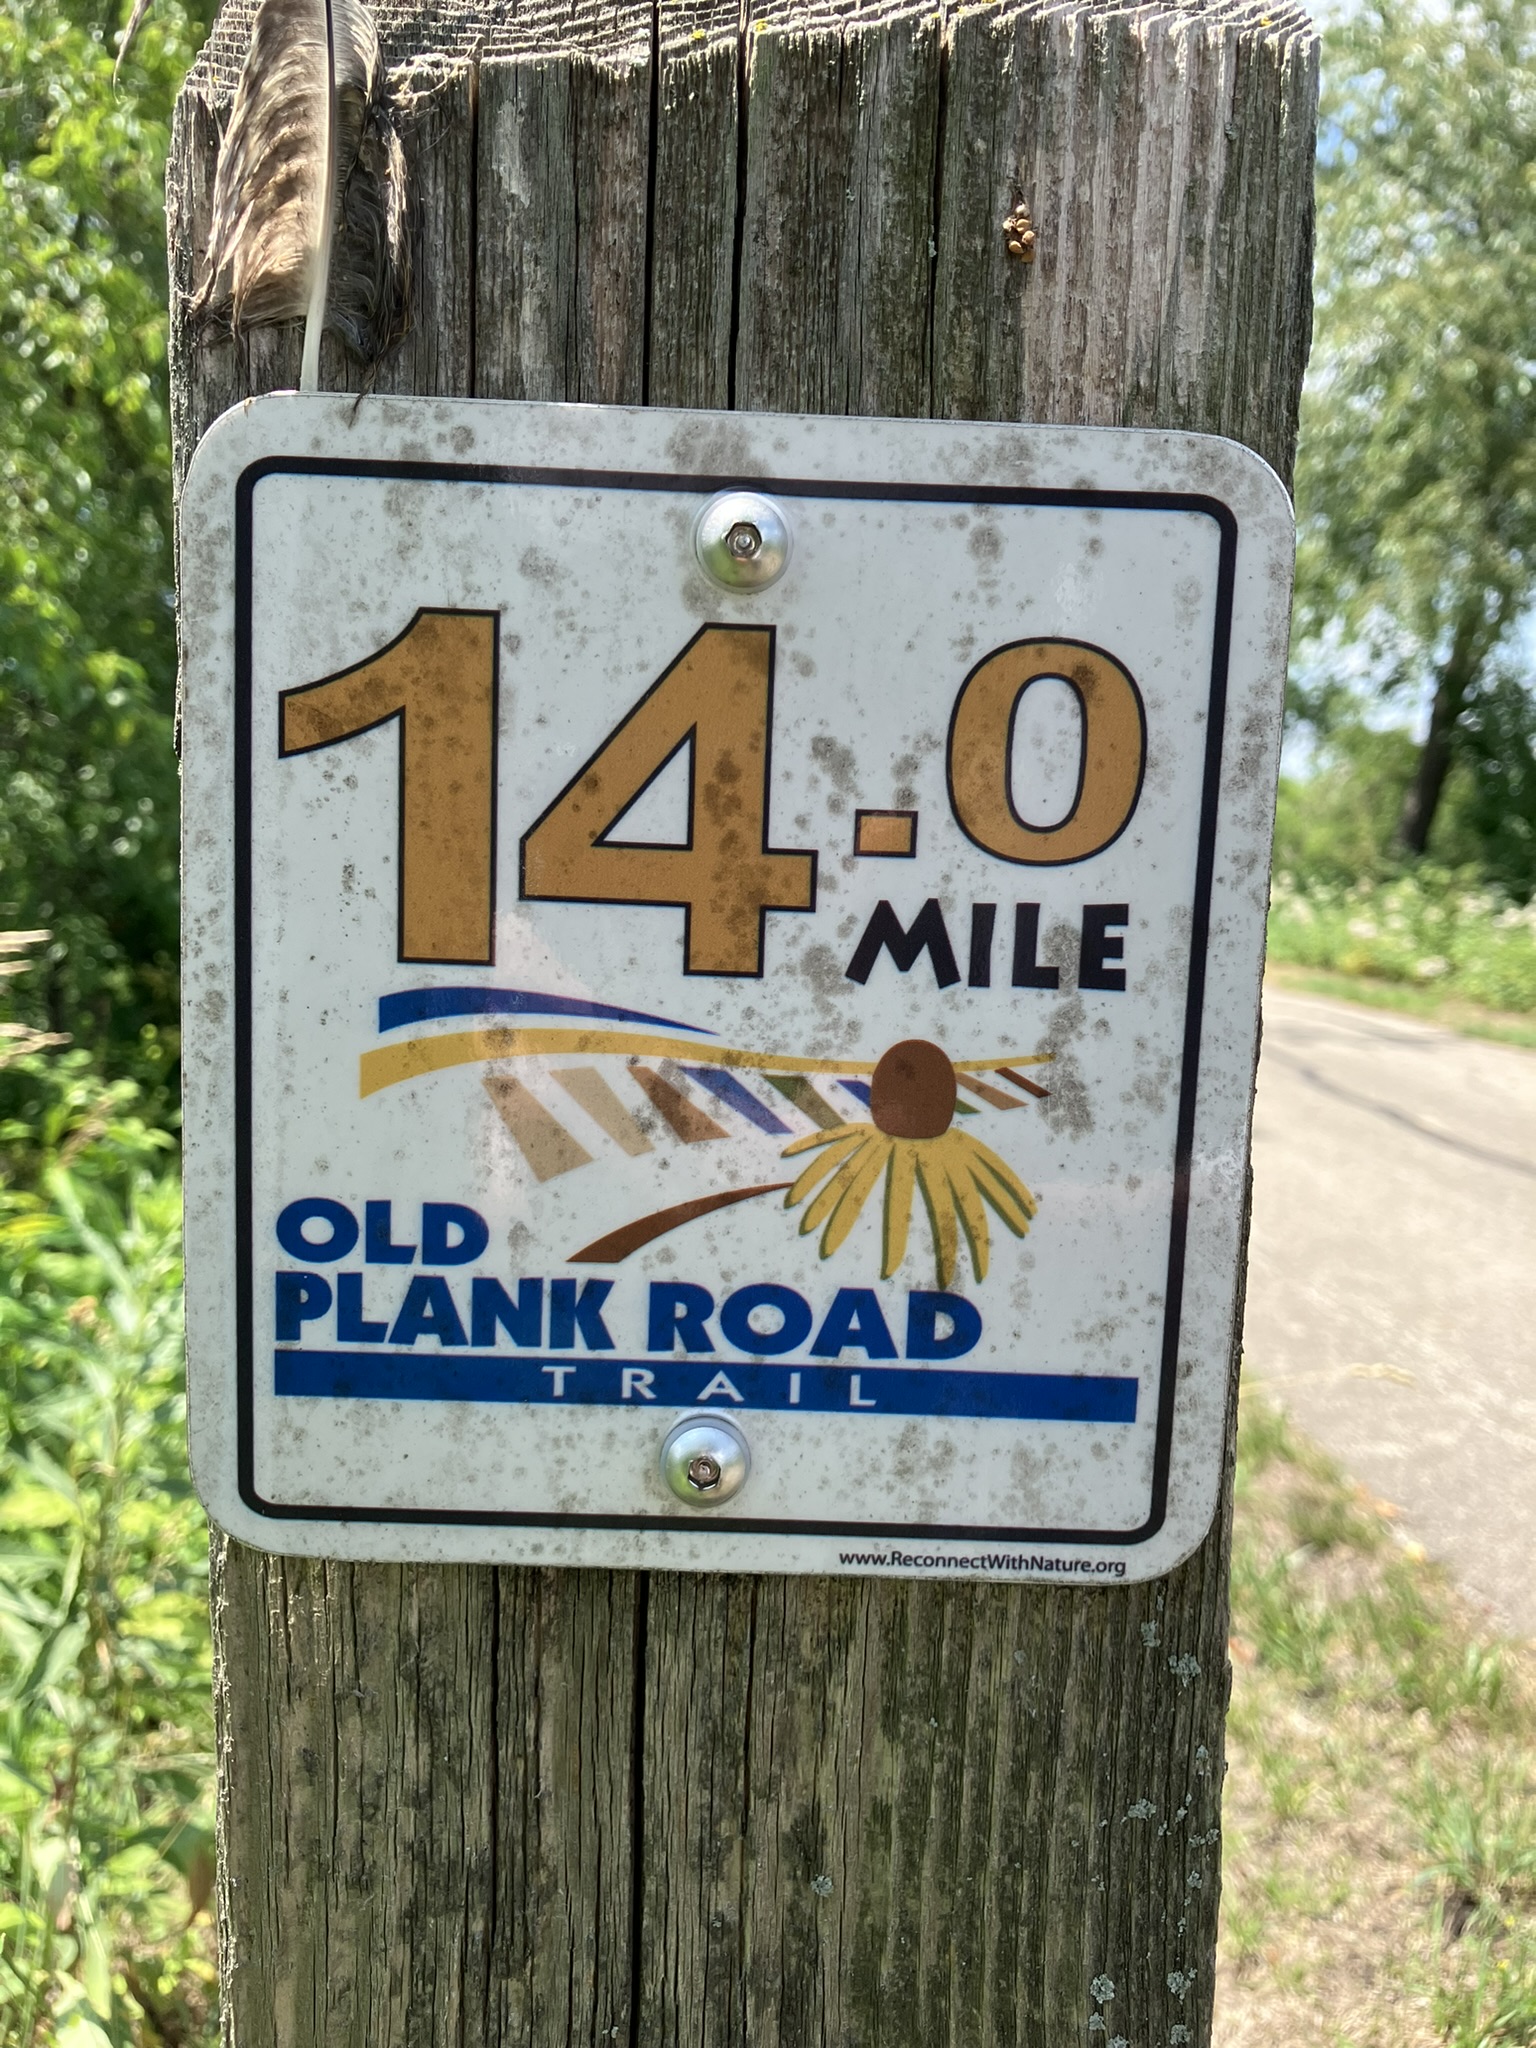 14.0
MILE
OLD
PLANK ROAD
TRAIL
www.ReconnectWithNature.org